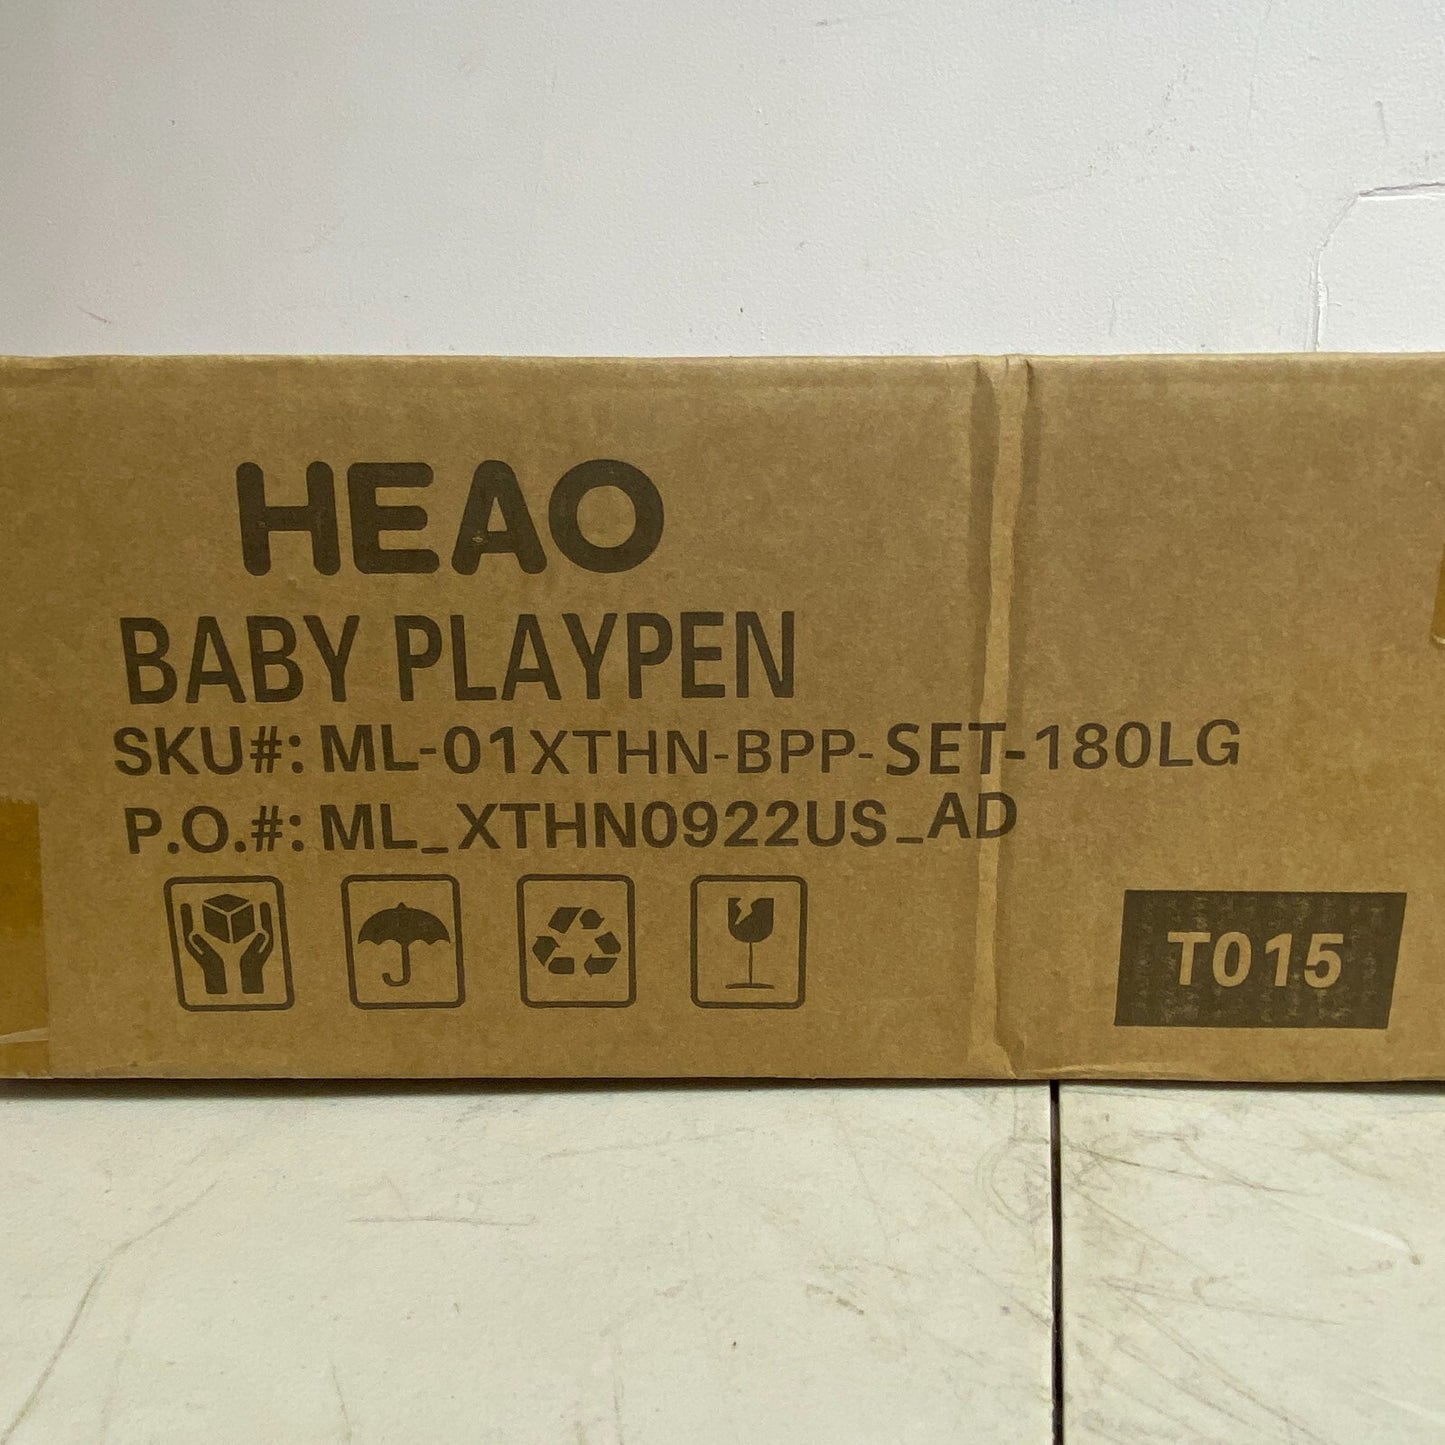 HEAO
BABY PLAYPEN
SKU#: ML-01XTHN-BPP-SET-180LG
P.O.#: ML_XTHN0922US_AD
T015